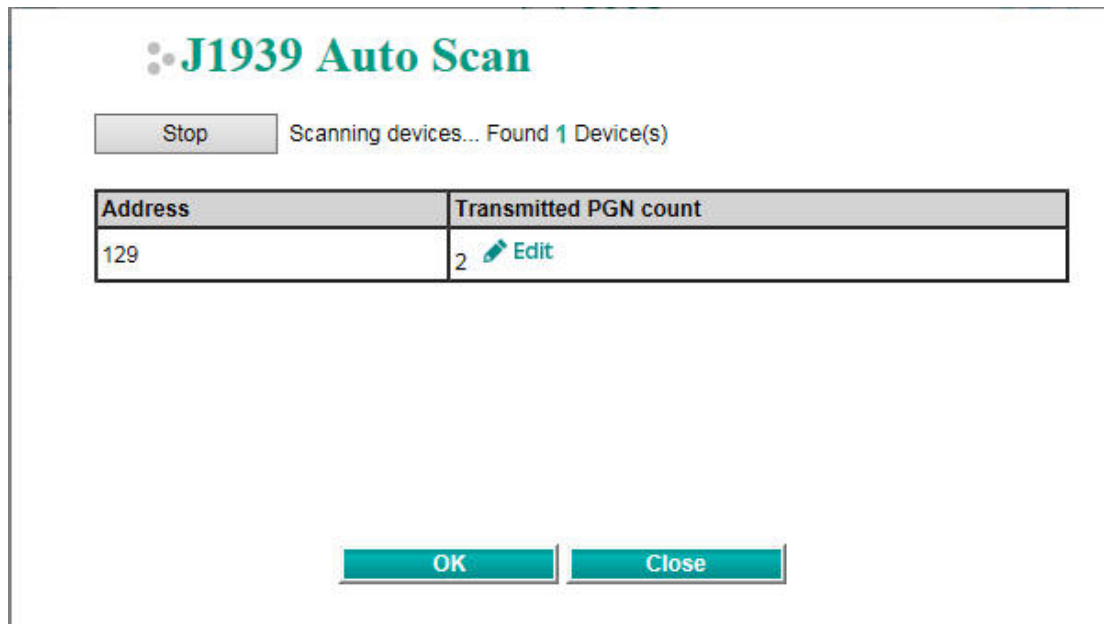 J1939 Auto Scan
Stop Scanning devices... Found 1 Device(s)
Address Transmitted PGN count
129 2 Edit
OK Close